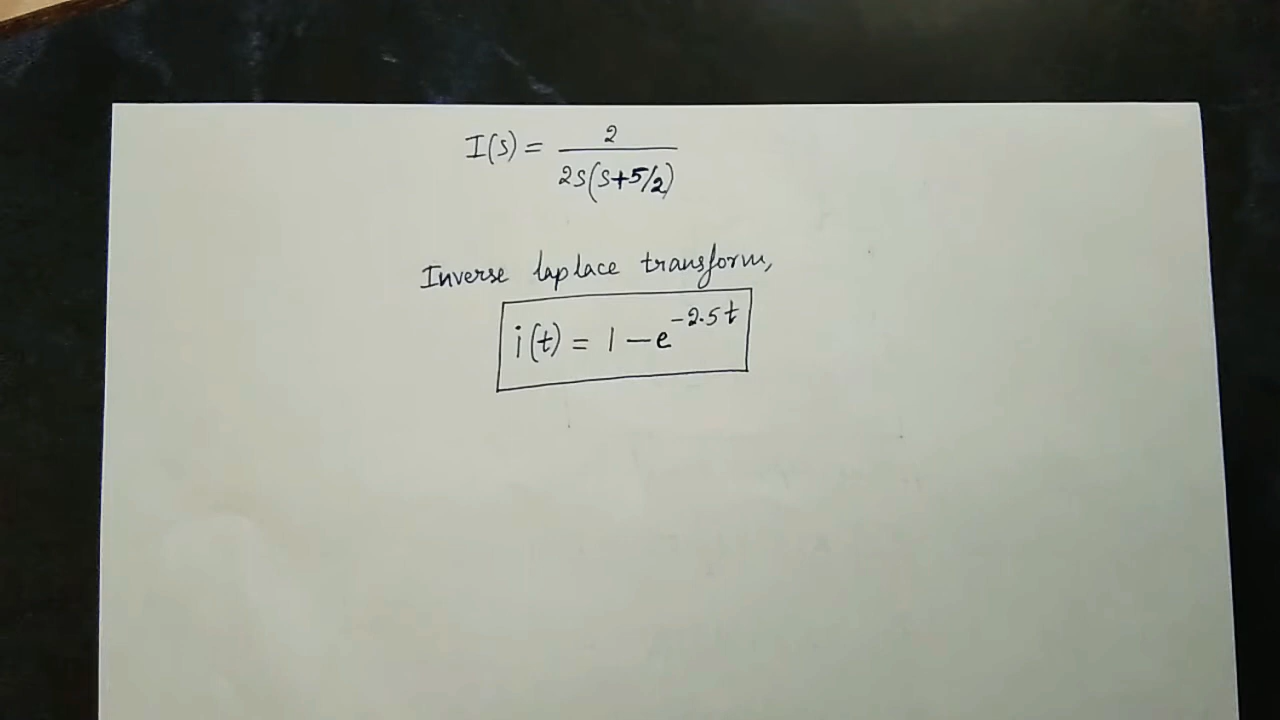 I(s) = 2 / 2s(s+5/2)
Inverse laplace transform,
i(t) = 1 - e^-2.5t